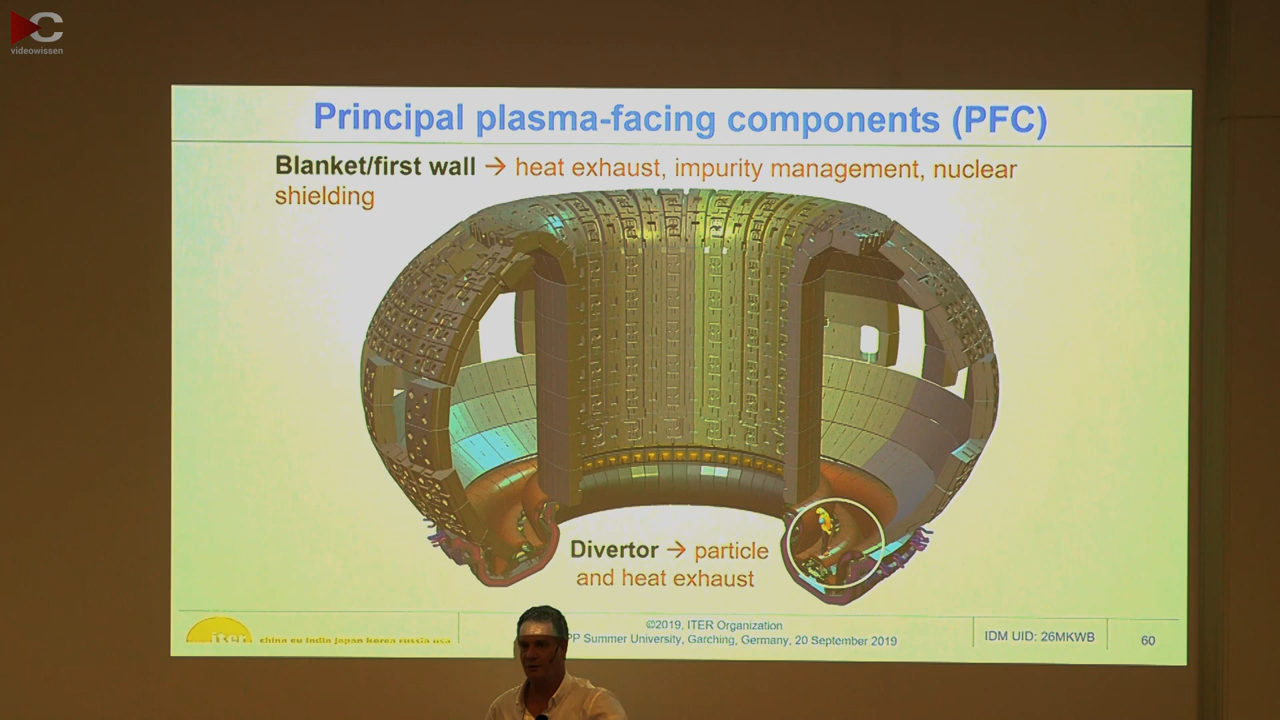 videowissen
Principal plasma-facing components (PFC)
Blanket/first wall → heat exhaust, impurity management, nuclear
shielding
Divertor → particle
and heat exhaust
iter china eu india japan korea russia usa
©2019, ITER Organization
PP Summer University, Garching, Germany, 20 September 2019
IDM UID: 26MKWB
60